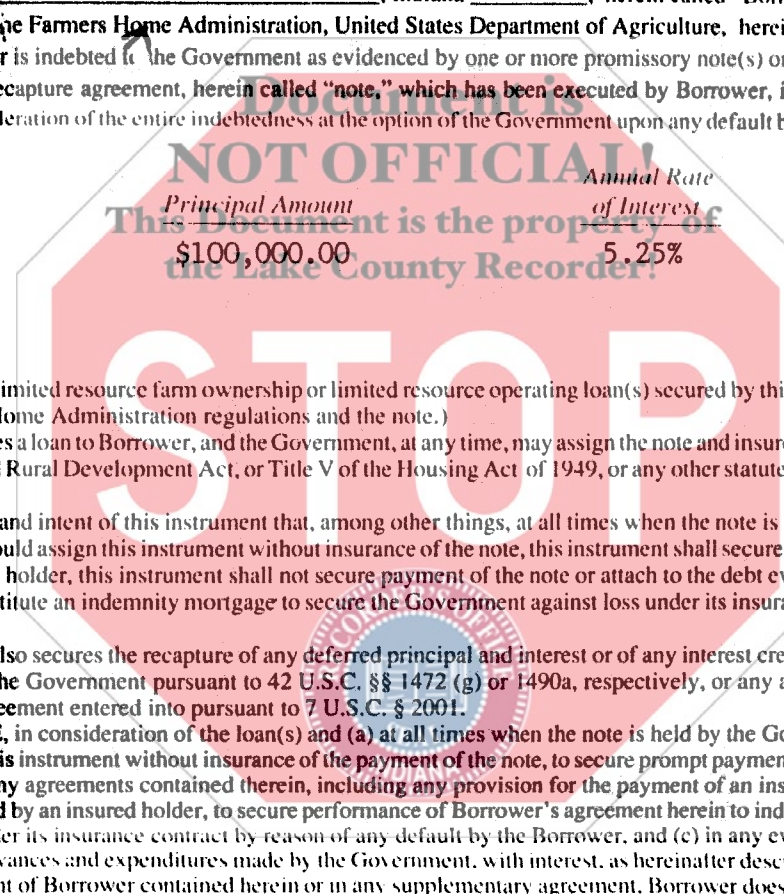 he Farmers Home Administration, United States Department of Agriculture, herei
r is indebted to the Government as evidenced by one or more promissory note(s) or
ecapture agreement, herein called "note," which has been executed by Borrower, i
leration of the entire indebtedness at the option of the Government upon any default b
Document is
NOT OFFICIAL!
This Document is the property of
the Lake County Recorder!
Principal Amount
Annual Rate
of Interest
$100,000.00
5.25%
STOP
imited resource farm ownership or limited resource operating loan(s) secured by thi
Home Administration regulations and the note.)
es a loan to Borrower, and the Government, at any time, may assign the note and insur
Rural Development Act, or Title V of the Housing Act of 1949, or any other statute
and intent of this instrument that, among other things, at all times when the note is
ould assign this instrument without insurance of the note, this instrument shall secure
holder, this instrument shall not secure payment of the note or attach to the debt e
titute an indemnity mortgage to secure the Government against loss under its insura
lso secures the recapture of any deferred principal and interest or of any interest cre
he Government pursuant to 42 U.S.C. §§ 1472 (g) or 1490a, respectively, or any a
eement entered into pursuant to 7 U.S.C. § 2001.
, in consideration of the loan(s) and (a) at all times when the note is held by the Go
is instrument without insurance of the payment of the note, to secure prompt paymen
ny agreements contained therein, including any provision for the payment of an ins
d by an insured holder, to secure performance of Borrower's agreement herein to ind
er its insurance contract by reason of any default by the Borrower, and (c) in any ev
vances and expenditures made by the Government, with interest, as hereinafter desc
nt of Borrower contained herein or in any supplementary agreement, Borrower does
RECORDER'S OFFICE
INDIANA